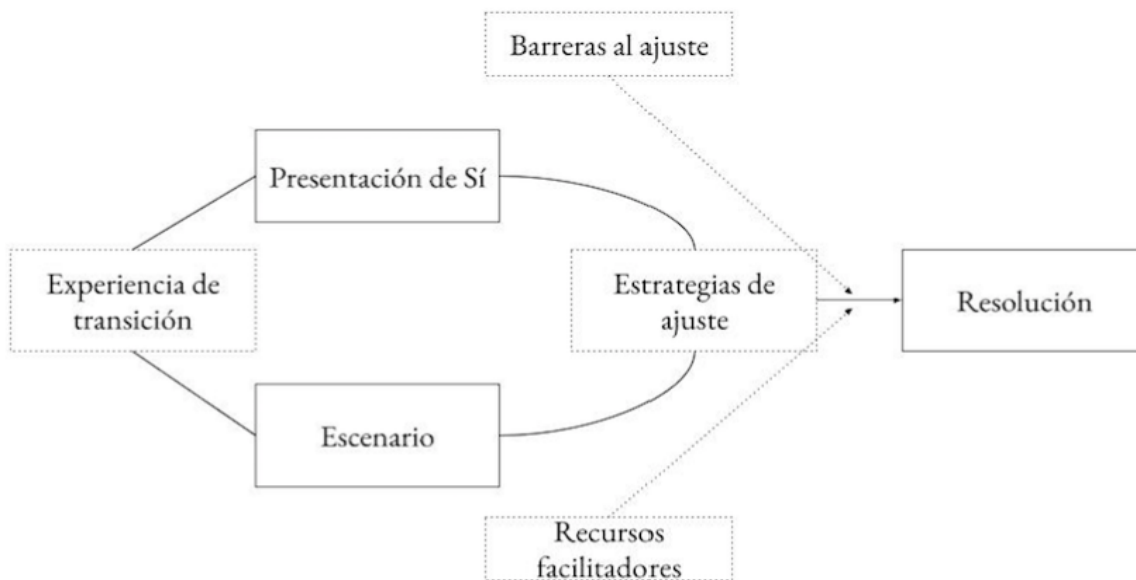 Barreras al ajuste
Presentación de Sí
Experiencia de
transición
Estrategias de
ajuste
Resolución
Escenario
Recursos
facilitadores